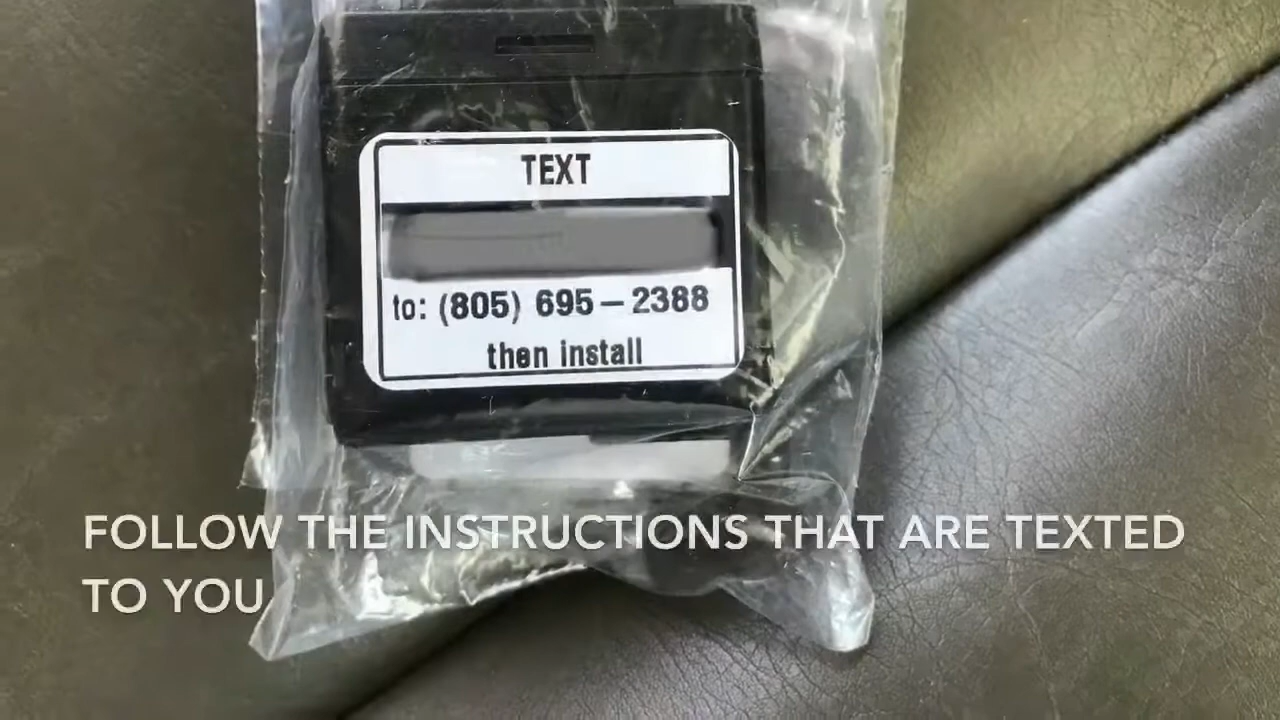 TEXT
to: (805) 695-2388
then install
FOLLOW THE INSTRUCTIONS THAT ARE TEXTED
TO YOU